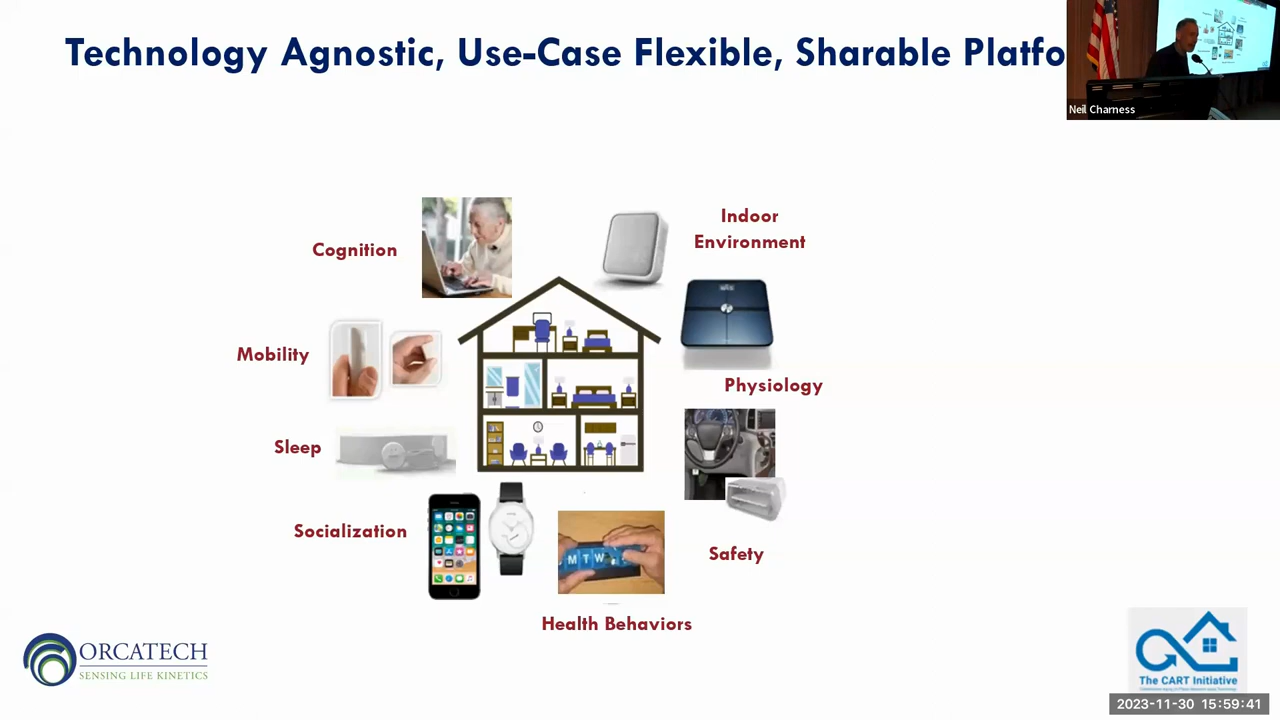 Technology Agnostic, Use-Case Flexible, Sharable Platfo
Neil Charness
Indoor
Environment
Cognition
Mobility
Physiology
Sleep
Socialization
MTW
Safety
Health Behaviors
ORCATECH
SENSING LIFE KINETICS
The CART Initiative
2023-11-30 15:59:41